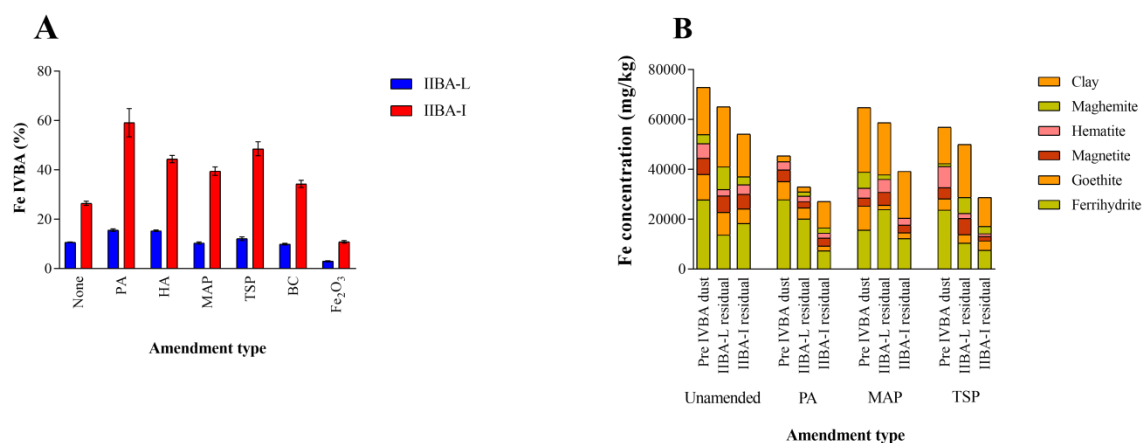 A
Fe IVBA (%)
80
60
40
20
0
None
PA
HA
MAP
TSP
BC
Fe₂O₃
Amendment type
IIBA-L
IIBA-I
B
Fe concentration (mg/kg)
80000
60000
40000
20000
0
Pre IVBA dust
IIBA-L residual
IIBA-I residual
Pre IVBA dust
IIBA-L residual
IIBA-I residual
Pre IVBA dust
IIBA-L residual
IIBA-I residual
Pre IVBA dust
IIBA-L residual
IIBA-I residual
Unamended PA MAP TSP
Amendment type
Clay
Maghemite
Hematite
Magnetite
Goethite
Ferrihydrite